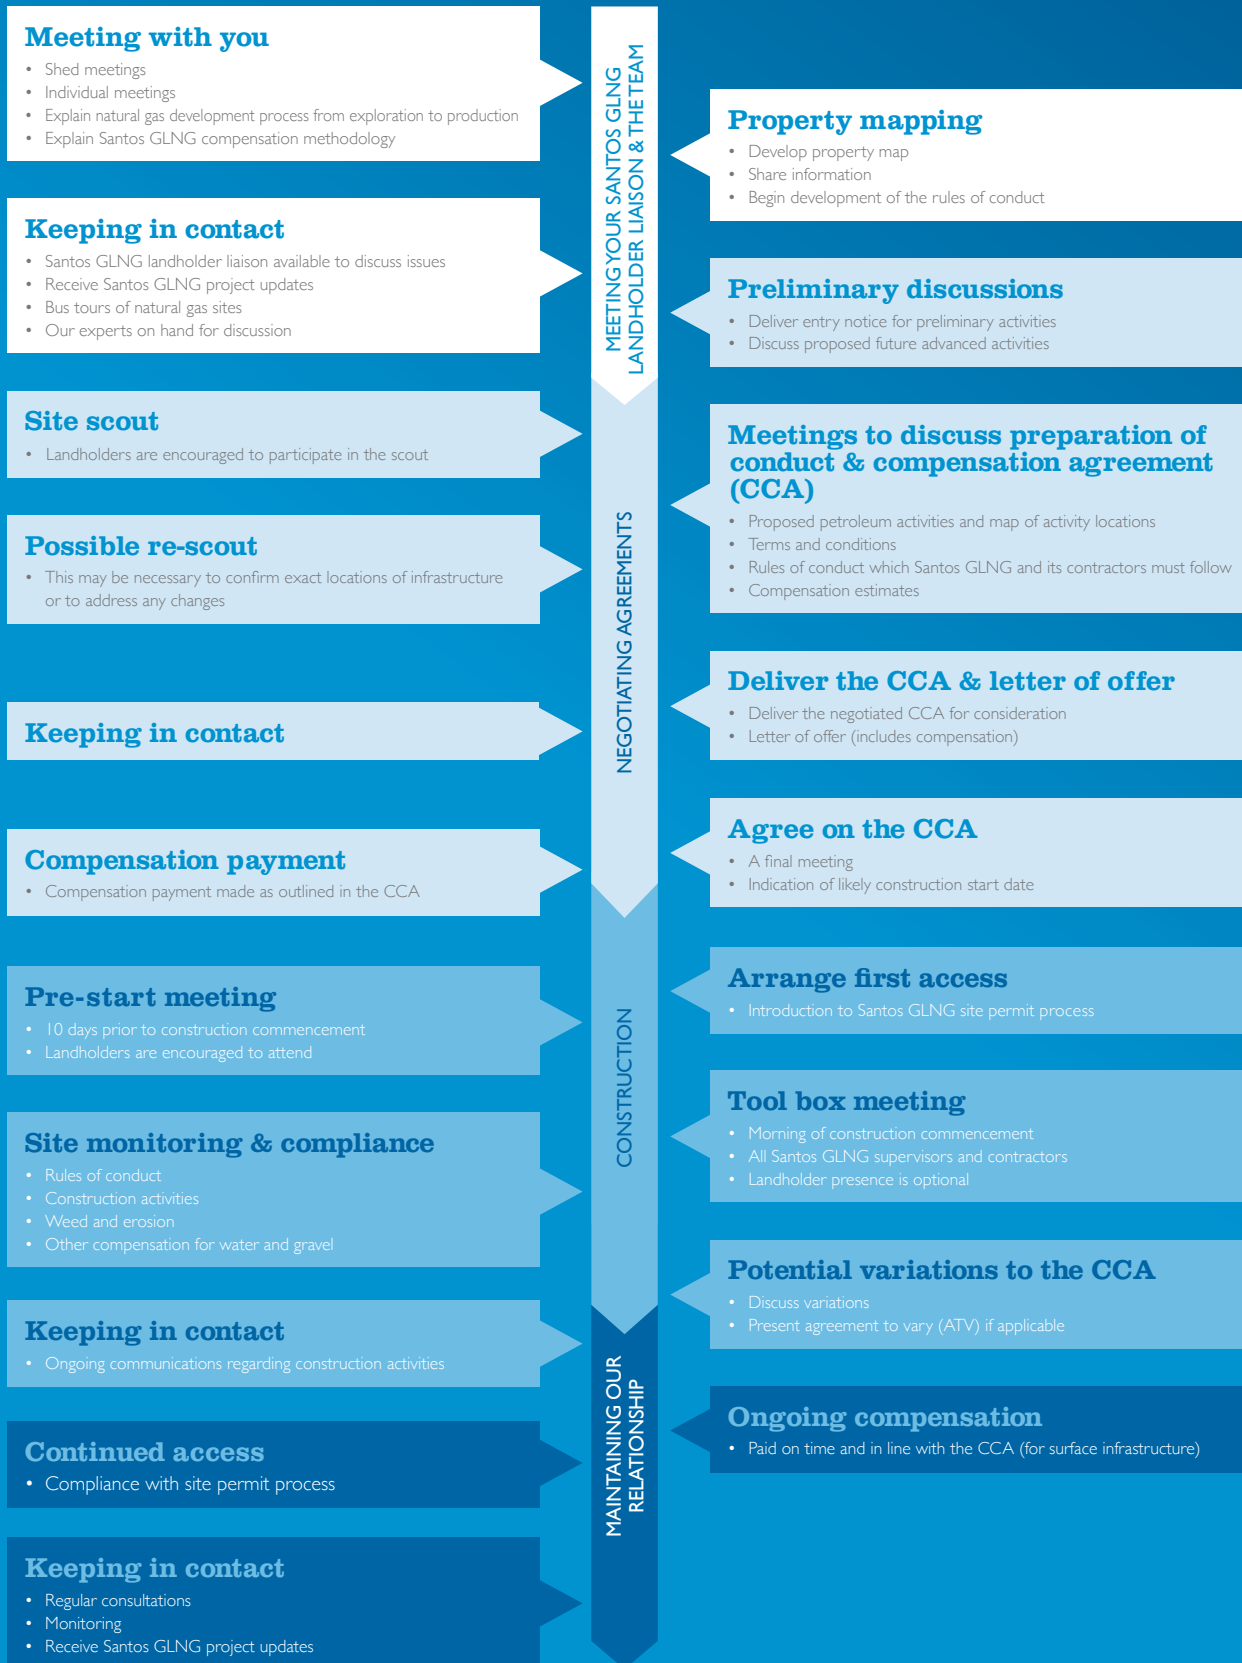 Meeting with you
• Shed meetings
• Individual meetings
• Explain natural gas development process from exploration to production
• Explain Santos GLNG compensation methodology
MEETING YOUR SANTOS GLNG
LANDHOLDER LIAISON & THE TEAM
Property mapping
• Develop property map
• Share information
• Begin development of the rules of conduct
Keeping in contact
• Santos GLNG landholder liaison available to discuss issues
• Receive Santos GLNG project updates
• Bus tours of natural gas sites
• Our experts on hand for discussion
Preliminary discussions
• Deliver entry notice for preliminary activities
• Discuss proposed future advanced activities
Site scout
• Landholders are encouraged to participate in the scout
NEGOTIATING AGREEMENTS
Meetings to discuss preparation of
conduct & compensation agreement
(CCA)
• Proposed petroleum activities and map of activity locations
• Terms and conditions
• Rules of conduct which Santos GLNG and its contractors must follow
• Compensation estimates
Possible re-scout
• This may be necessary to confirm exact locations of infrastructure
or to address any changes
Deliver the CCA & letter of offer
• Deliver the negotiated CCA for consideration
• Letter of offer (includes compensation)
Keeping in contact
Agree on the CCA
• A final meeting
• Indication of likely construction start date
Compensation payment
• Compensation payment made as outlined in the CCA
CONSTRUCTION
Arrange first access
• Introduction to Santos GLNG site permit process
Pre-start meeting
• 10 days prior to construction commencement
• Landholders are encouraged to attend
Tool box meeting
• Morning of construction commencement
• All Santos GLNG supervisors and contractors
• Landholder presence is optional
Site monitoring & compliance
• Rules of conduct
• Construction activities
• Weed and erosion
• Other compensation for water and gravel
Potential variations to the CCA
• Discuss variations
• Present agreement to vary (ATV) if applicable
Keeping in contact
• Ongoing communications regarding construction activities
MAINTAINING OUR
RELATIONSHIP
Ongoing compensation
• Paid on time and in line with the CCA (for surface infrastructure)
Continued access
• Compliance with site permit process
Keeping in contact
• Regular consultations
• Monitoring
• Receive Santos GLNG project updates